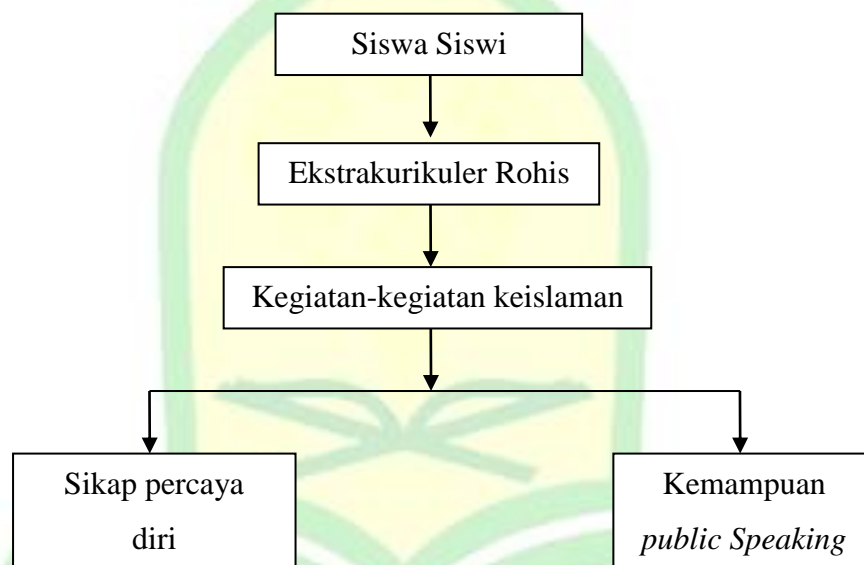 Siswa Siswi
Ekstrakurikuler Rohis
Kegiatan-kegiatan keislaman
Sikap percaya
diri
Kemampuan
public Speaking